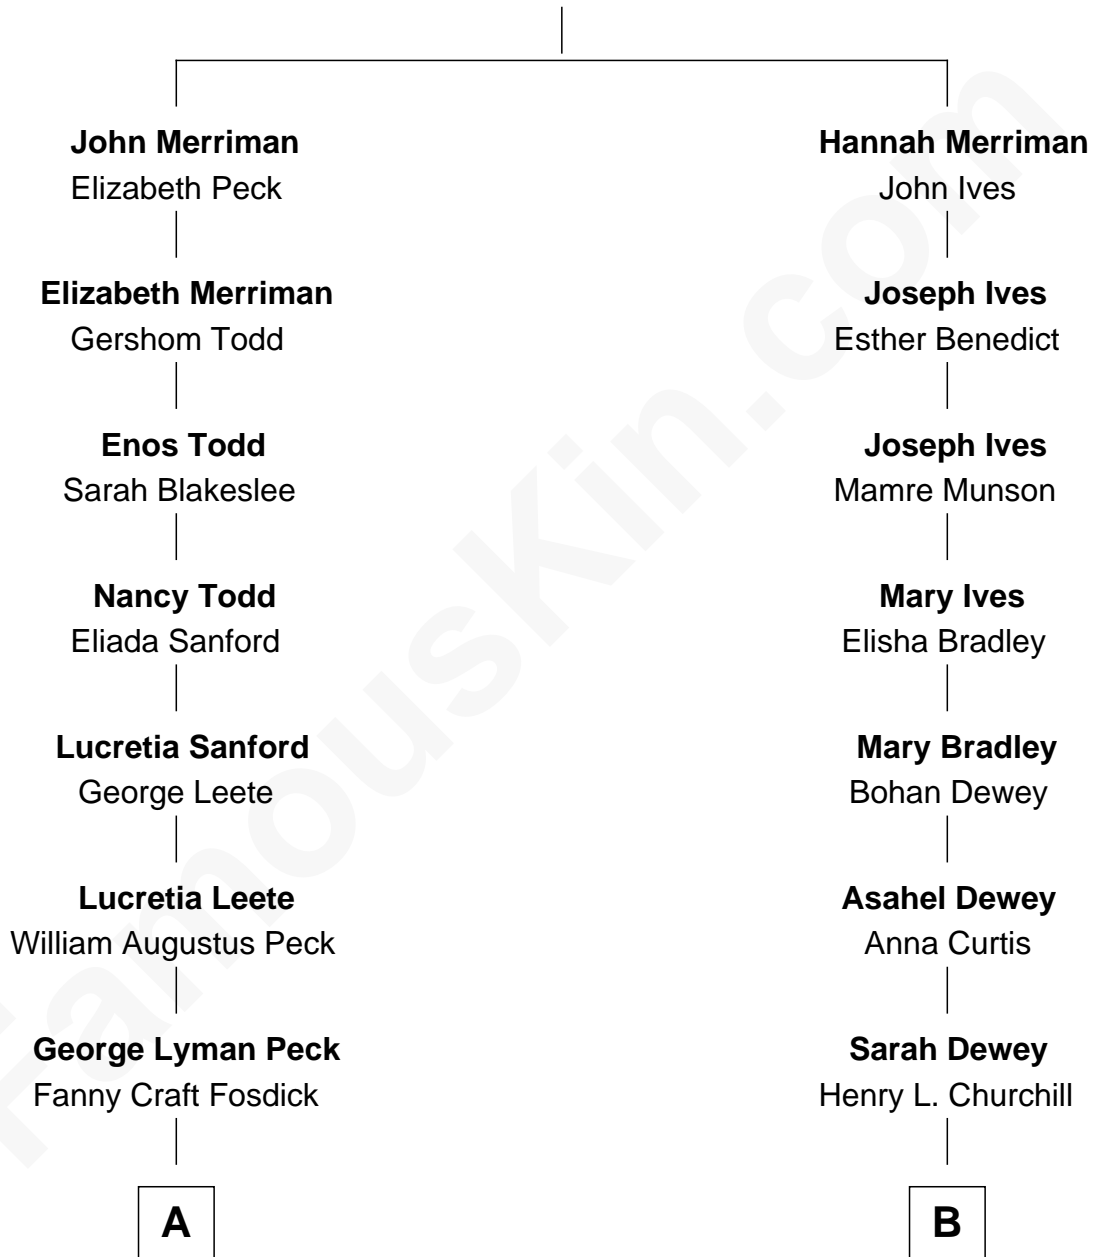 John Merriman
Elizabeth Peck
Elizabeth Merriman
Gershom Todd
Enos Todd
Sarah Blakeslee
Nancy Todd
Eliada Sanford
Lucretia Sanford
George Leete
Lucretia Leete
William Augustus Peck
George Lyman Peck
Fanny Craft Fosdick
A
Hannah Merriman
John Ives
Joseph Ives
Esther Benedict
Joseph Ives
Mamre Munson
Mary Ives
Elisha Bradley
Mary Bradley
Bohan Dewey
Asahel Dewey
Anna Curtis
Sarah Dewey
Henry L. Churchill
B
FamousKin.com